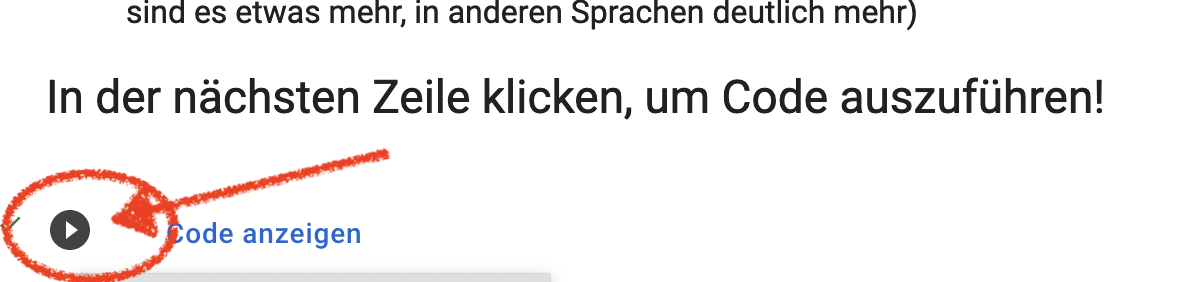 sind es etwas mehr, in anderen Sprachen deutlich mehr)
In der nächsten Zeile klicken, um Code auszuführen!
Code anzeigen